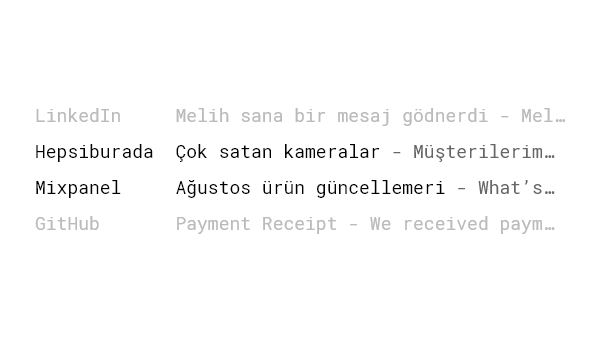 LinkedIn Melih sana bir mesaj gödnerdi - Mel…
Hepsiburada Çok satan kameralar - Müşterilerim…
Mixpanel Ağustos ürün güncellemeri - What’s…
GitHub Payment Receipt - We received paym…